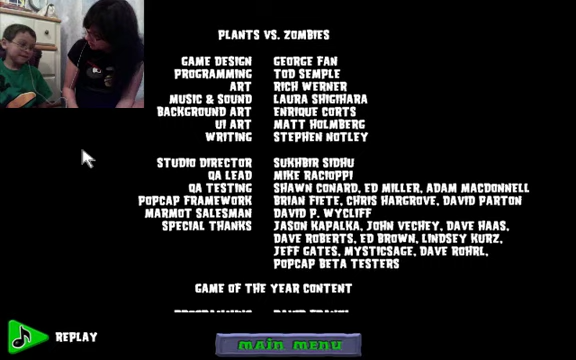 PLANTS VS. ZOMBIES
GAME DESIGN GEORGE FAN
PROGRAMMING TOD SEMPLE
ART RICH WERNER
MUSIC & SOUND LAURA SHIGIHARA
BACKGROUND ART ENRIQUE CORTS
UI ART MATT HOLMBERG
WRITING STEPHEN NOTLEY
STUDIO DIRECTOR SUKHBIR SIDHU
QA LEAD MIKE RACIOPPI
QA TESTING SHAWN CONARD, ED MILLER, ADAM MACDONNELL
POPCAP FRAMEWORK BRIAN FIETE, CHRIS HARGROVE, DAVID PARTON
MARMOT SALESMAN DAVID P. WYCLIFF
SPECIAL THANKS JASON KAPALKA, JOHN VECHEY, DAVE HAAS,
DAVE ROBERTS, ED BROWN, LINDSEY KURZ,
JEFF GATES, MYSTICSAGE, DAVE ROHRL,
POPCAP BETA TESTERS
GAME OF THE YEAR CONTENT
PROGRAMMING
REPLAY
MAIN MENU